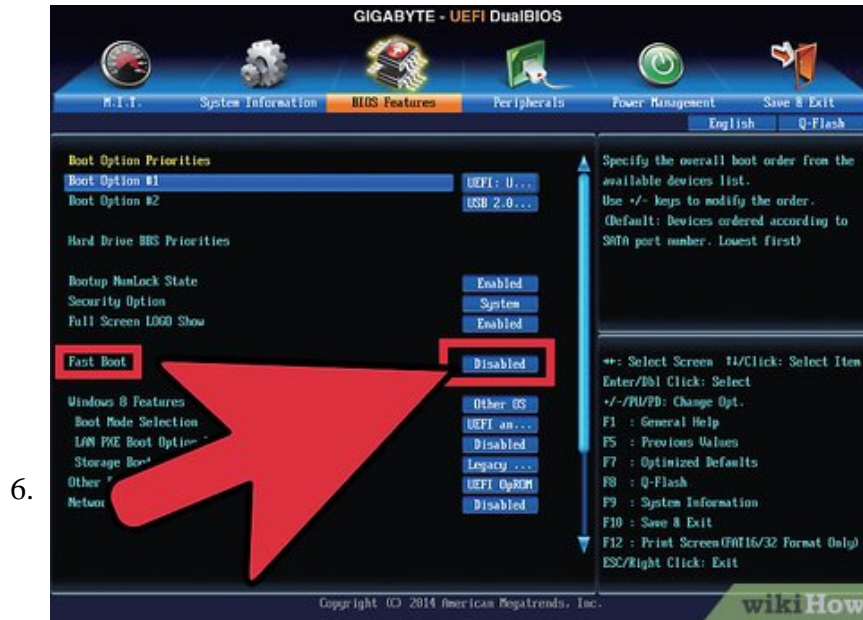 GIGABYTE - UEFI DualBIOS
M.I.T. System Information BIOS Features Peripherals Power Management Save & Exit
English Q-Flash
Boot Option Priorities
Boot Option #1 UEFI: U...
Boot Option #2 USB 2.0...
Hard Drive BBS Priorities
Bootup NumLock State Enabled
Security Option System
Full Screen LOGO Show Enabled
Fast Boot Disabled
Windows 8 Features Other OS
Boot Mode Selection UEFI an...
LAN PXE Boot Option Disabled
Storage Boot Legacy ...
Other UEFI OpROM
Disabled
Specify the overall boot order from the
available devices list.
Use +/- keys to modify the order.
(Default: Devices ordered according to
SATA port number. Lowest first)
↔: Select Screen ↑↓/Click: Select Item
Enter/Dbl Click: Select
+/-/PU/PD: Change Opt.
F1 : General Help
F5 : Previous Values
F7 : Optimized Defaults
F8 : Q-Flash
F9 : System Information
F10 : Save & Exit
F12 : Print Screen(FAT16/32 Format Only)
ESC/Right Click: Exit
6.
Copyright (C) 2014 American Megatrends, Inc.
wikiHow